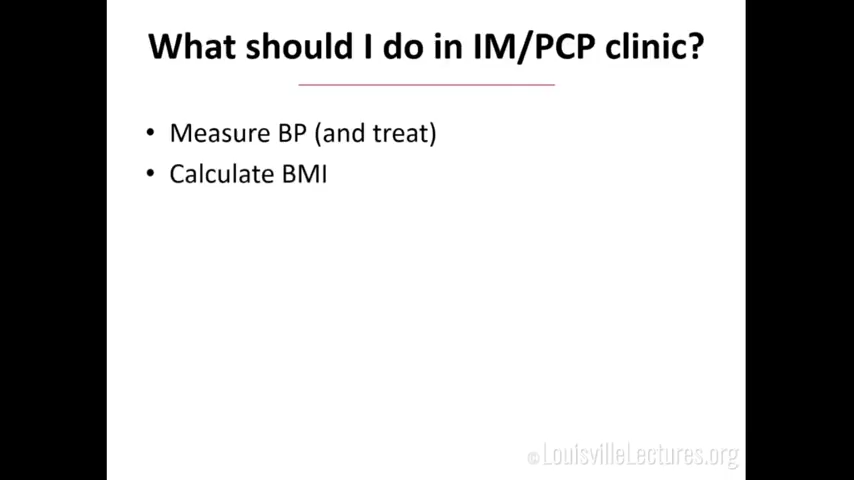 What should I do in IM/PCP clinic?
• Measure BP (and treat)
• Calculate BMI
© LouisvilleLectures.org